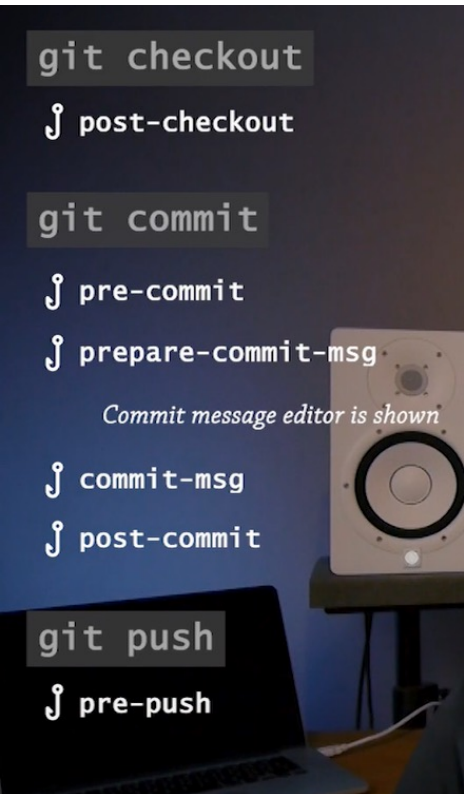 git checkout
post-checkout
git commit
pre-commit
prepare-commit-msg
Commit message editor is shown
commit-msg
post-commit
git push
pre-push